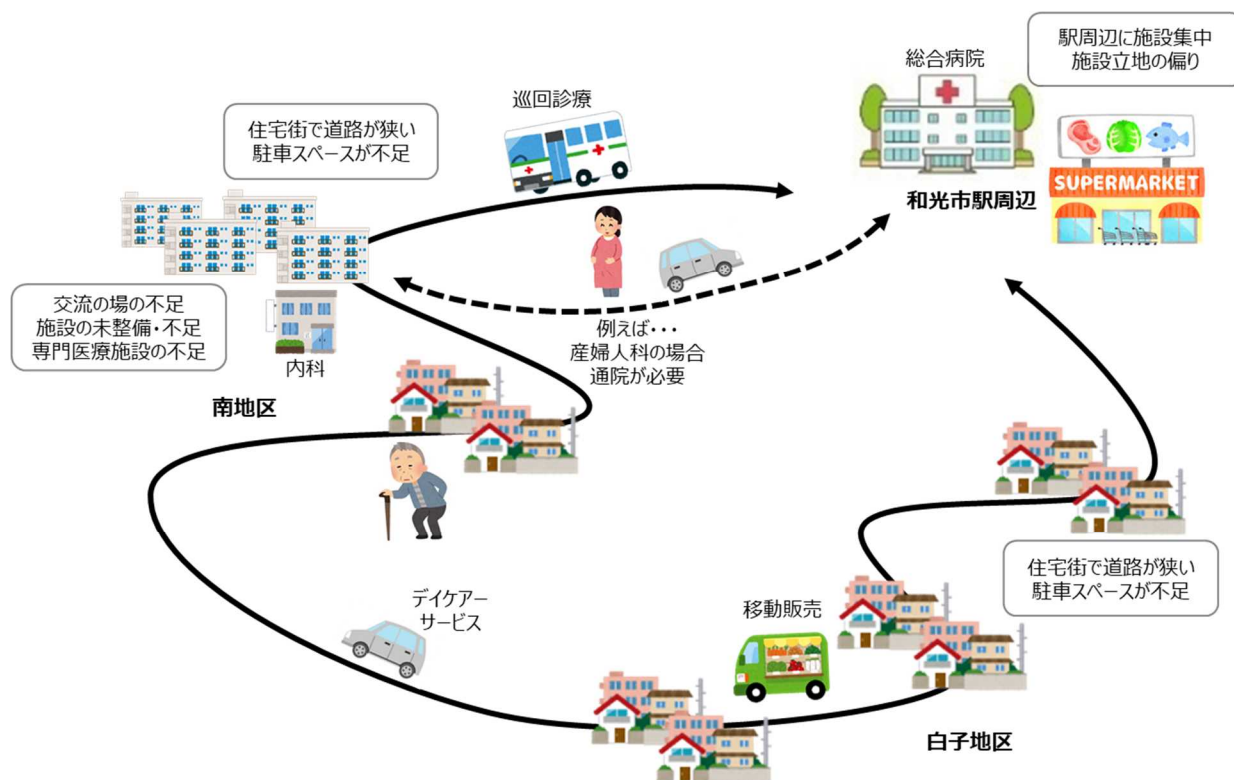 駅周辺に施設集中
施設立地の偏り
総合病院
巡回診療
住宅街で道路が狭い
駐車スペースが不足
SUPERMARKET
和光市駅周辺
交流の場の不足
施設の未整備・不足
専門医療施設の不足
内科
例えば・・・
産婦人科の場合
通院が必要
南地区
住宅街で道路が狭い
駐車スペースが不足
デイケアー
サービス
移動販売
白子地区